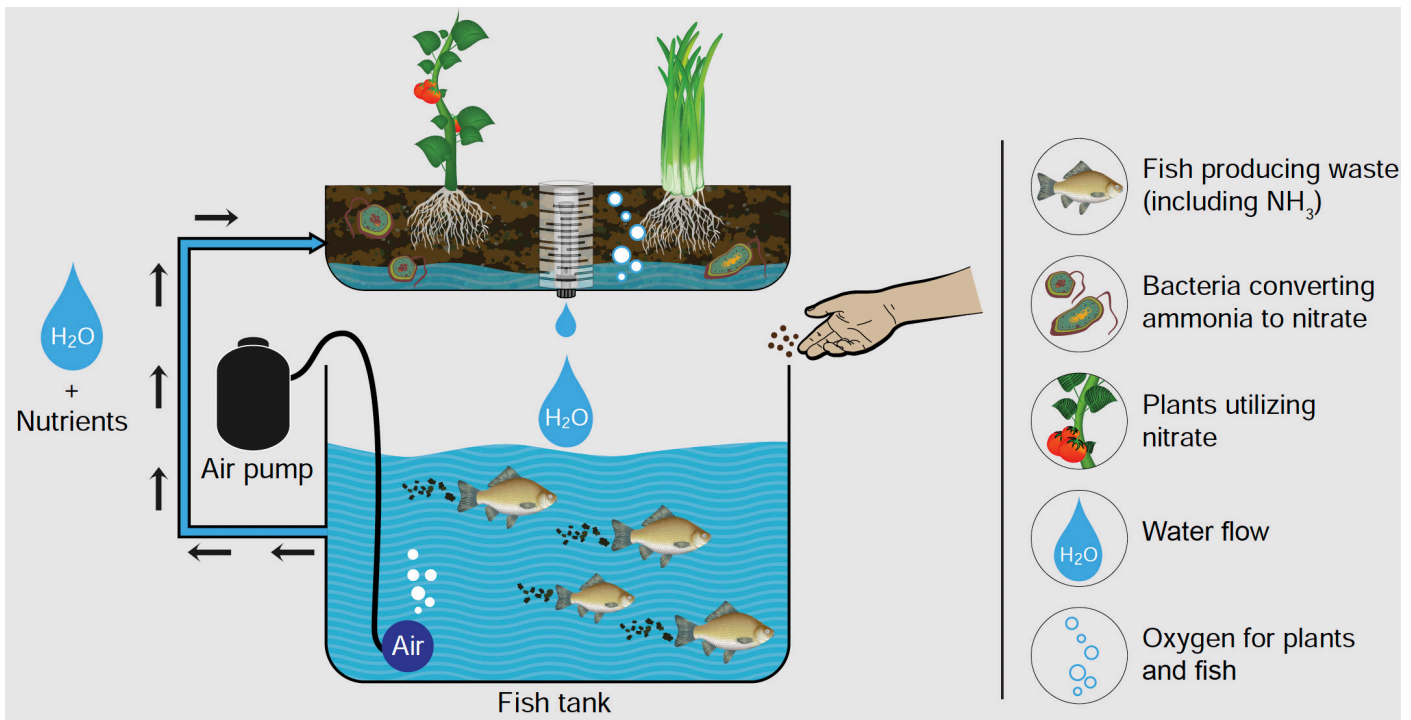 H₂O
+
Nutrients
Air pump
H₂O
Air
Fish tank
Fish producing waste
(including NH₃)
Bacteria converting
ammonia to nitrate
Plants utilizing
nitrate
H₂O
Water flow
Oxygen for plants
and fish